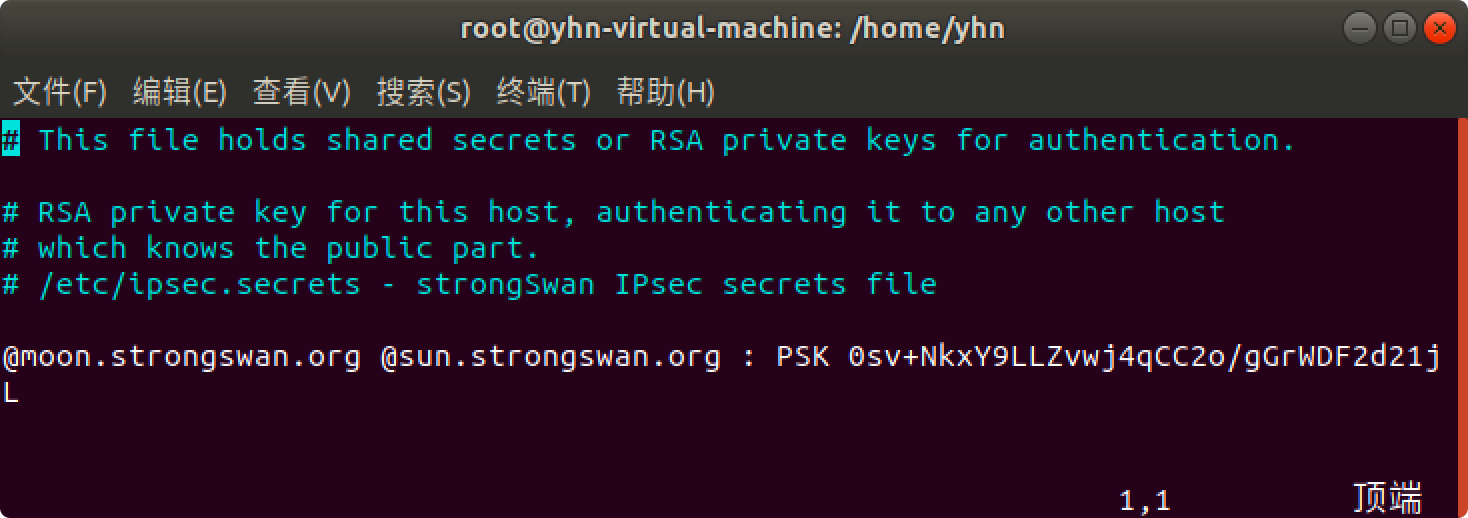 root@yhn-virtual-machine: /home/yhn
文件(F) 编辑(E) 查看(V) 搜索(S) 终端(T) 帮助(H)
# This file holds shared secrets or RSA private keys for authentication.
# RSA private key for this host, authenticating it to any other host
# which knows the public part.
# /etc/ipsec.secrets - strongSwan IPsec secrets file
@moon.strongswan.org @sun.strongswan.org : PSK 0sv+NkxY9LLZvwj4qCC2o/gGrWDF2d21j
L
1,1 顶端